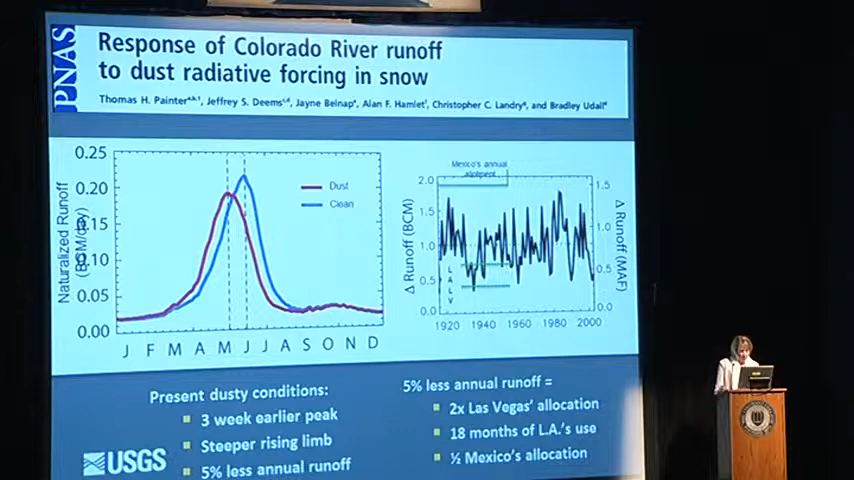 PNAS
Response of Colorado River runoff
to dust radiative forcing in snow
Thomas H. Painter, Jeffrey S. Deems, Jayne Belnap, Alan F. Hamlet, Christopher C. Landry, and Bradley Udall
Naturalized Runoff
(BCM/day)
0.25
0.20
0.15
0.10
0.05
0.00
J F M A M J J A S O N D
Dust
Clean
Mexico's annual
allotment
Δ Runoff (BCM)
2.0
1.5
1.0
0.5
0.0
L
A
L
V
1920 1940 1960 1980 2000
1.5
1.0
0.5
0.0
Δ Runoff (MAF)
Present dusty conditions:
3 week earlier peak
Steeper rising limb
5% less annual runoff
5% less annual runoff =
2x Las Vegas' allocation
18 months of L.A.'s use
½ Mexico's allocation
USGS